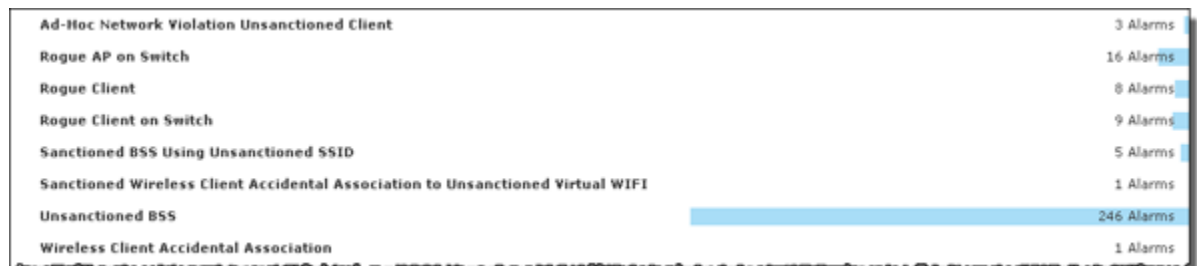 Ad-Hoc Network Violation Unsanctioned Client 3 Alarms
Rogue AP on Switch 16 Alarms
Rogue Client 8 Alarms
Rogue Client on Switch 9 Alarms
Sanctioned BSS Using Unsanctioned SSID 5 Alarms
Sanctioned Wireless Client Accidental Association to Unsanctioned Virtual WIFI 1 Alarms
Unsanctioned BSS 246 Alarms
Wireless Client Accidental Association 1 Alarms